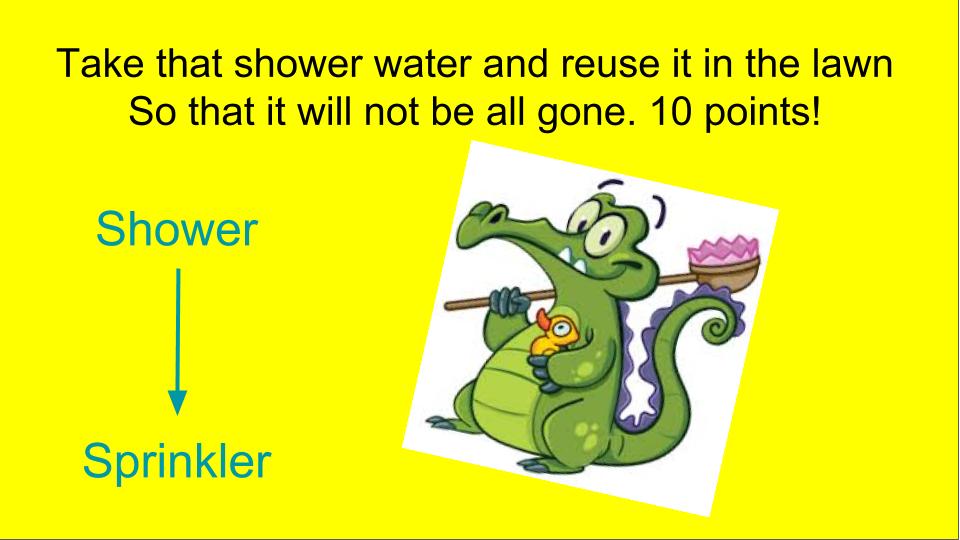 Take that shower water and reuse it in the lawn
So that it will not be all gone. 10 points!
Shower
Sprinkler